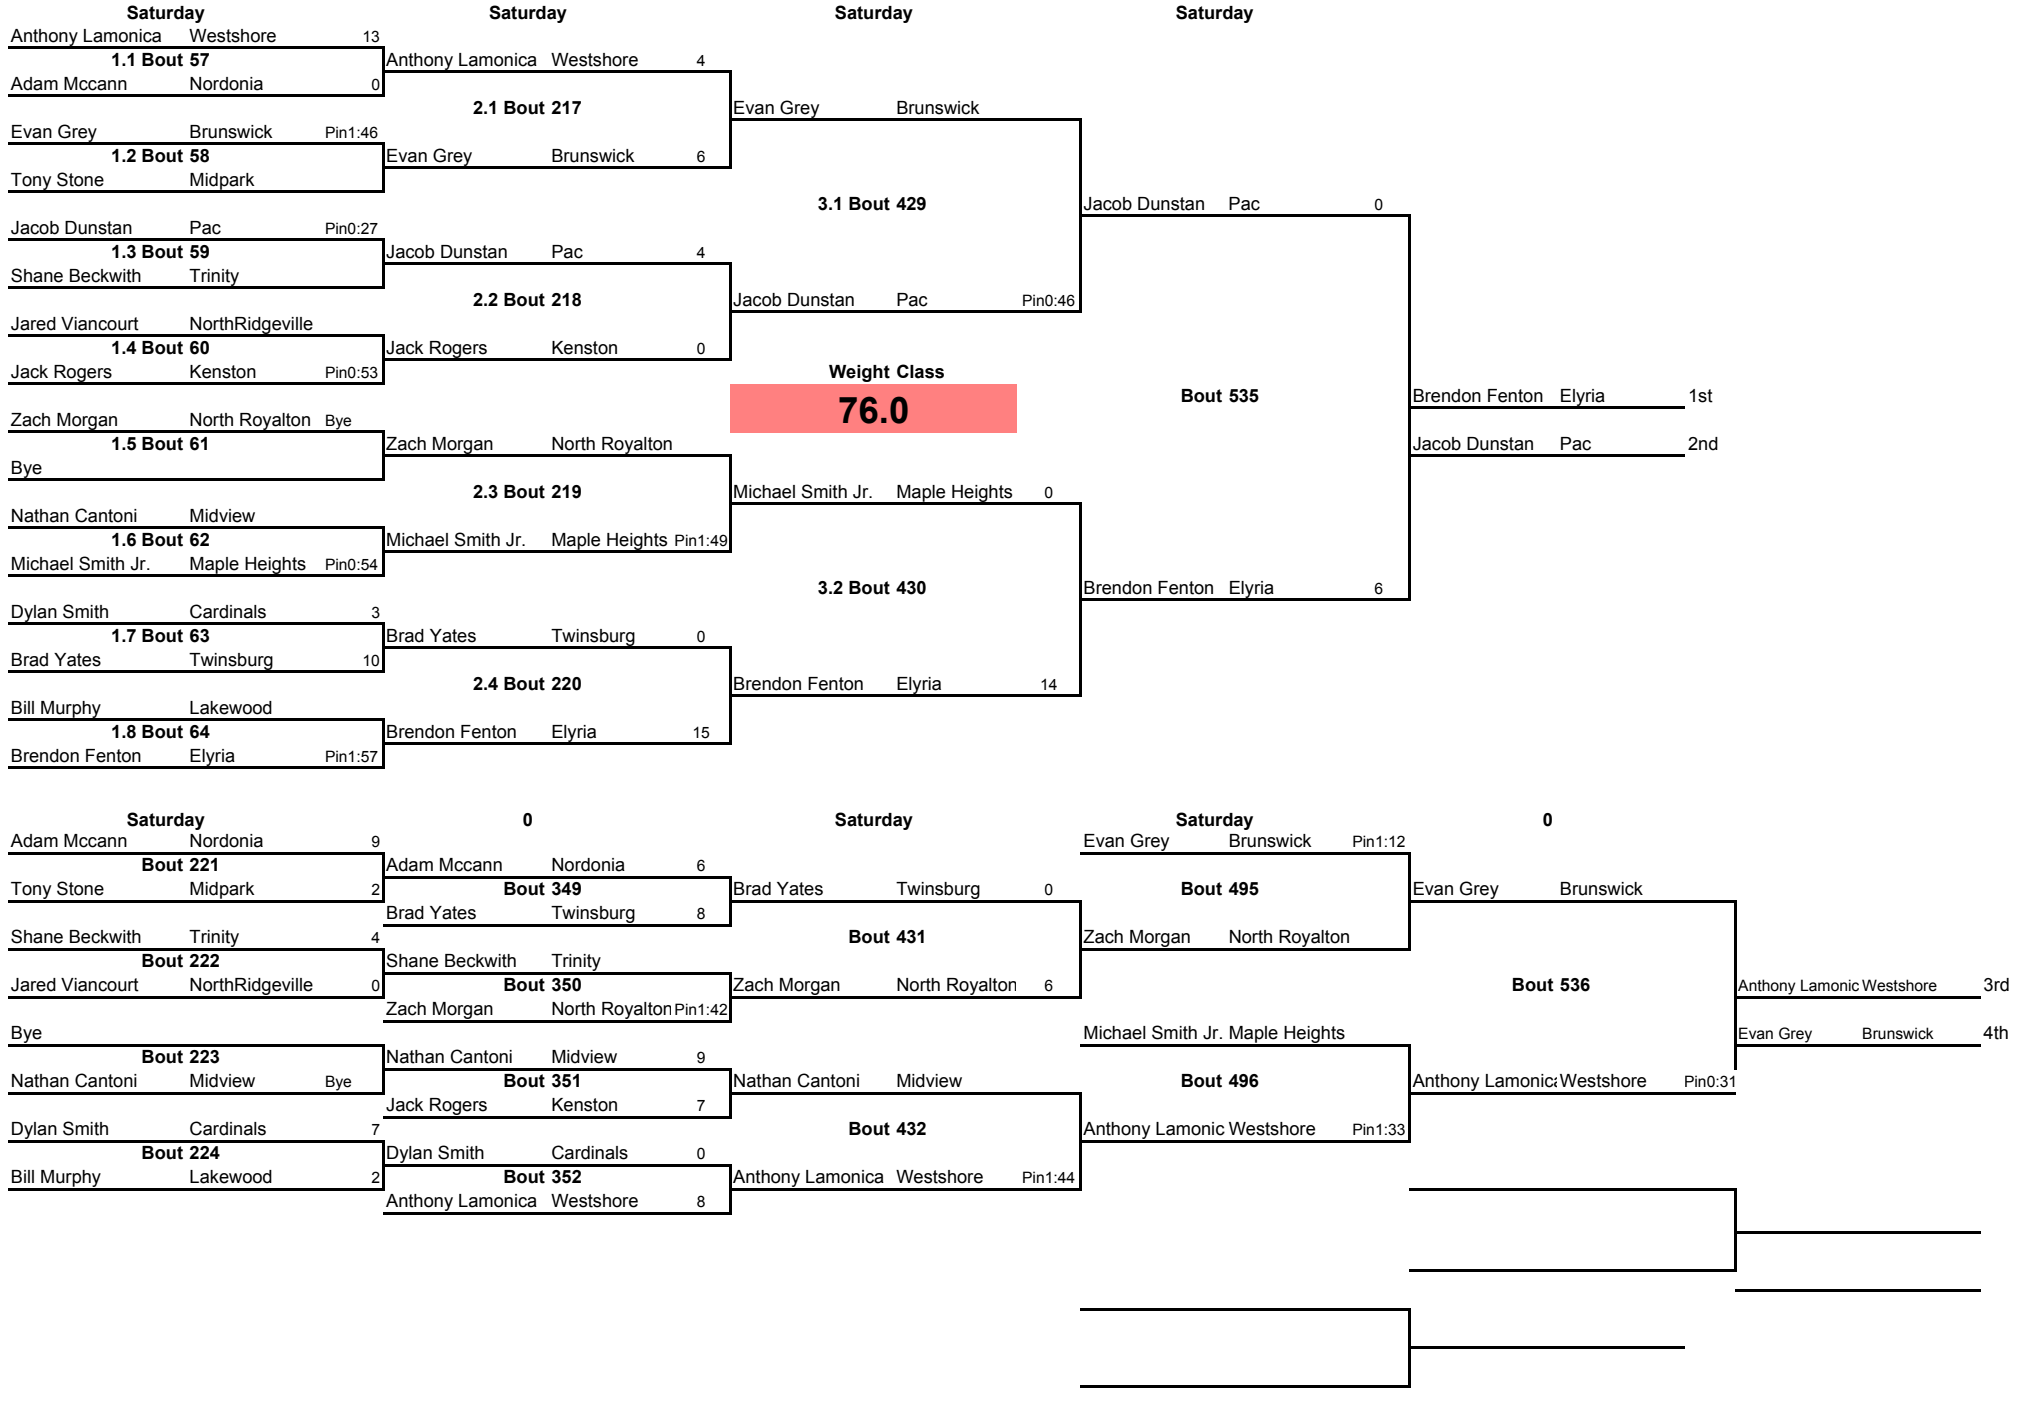 Saturday Saturday Saturday Saturday
Anthony Lamonica Westshore 13
1.1 Bout 57 Anthony Lamonica Westshore 4
Adam Mccann Nordonia 0
2.1 Bout 217 Evan Grey Brunswick
Evan Grey Brunswick Pin1:46
1.2 Bout 58 Evan Grey Brunswick 6
Tony Stone Midpark
3.1 Bout 429 Jacob Dunstan Pac 0
Jacob Dunstan Pac Pin0:27
1.3 Bout 59 Jacob Dunstan Pac 4
Shane Beckwith Trinity
2.2 Bout 218 Jacob Dunstan Pac Pin0:46
Jared Viancourt NorthRidgeville
1.4 Bout 60 Jack Rogers Kenston 0
Jack Rogers Kenston Pin0:53 Weight Class
Bout 535 Brendon Fenton Elyria 1st
76.0
Zach Morgan North Royalton Bye
1.5 Bout 61 Zach Morgan North Royalton Jacob Dunstan Pac 2nd
Bye
2.3 Bout 219 Michael Smith Jr. Maple Heights 0
Nathan Cantoni Midview
1.6 Bout 62 Michael Smith Jr. Maple Heights Pin1:49
Michael Smith Jr. Maple Heights Pin0:54
3.2 Bout 430 Brendon Fenton Elyria 6
Dylan Smith Cardinals 3
1.7 Bout 63 Brad Yates Twinsburg 0
Brad Yates Twinsburg 10
2.4 Bout 220 Brendon Fenton Elyria 14
Bill Murphy Lakewood
1.8 Bout 64 Brendon Fenton Elyria 15
Brendon Fenton Elyria Pin1:57
Saturday 0 Saturday Saturday 0
Adam Mccann Nordonia 9 Evan Grey Brunswick Pin1:12
Bout 221 Adam Mccann Nordonia 6
Tony Stone Midpark 2 Bout 349 Brad Yates Twinsburg 0 Bout 495 Evan Grey Brunswick
Brad Yates Twinsburg 8
Shane Beckwith Trinity 4 Bout 431 Zach Morgan North Royalton
Bout 222 Shane Beckwith Trinity
Jared Viancourt NorthRidgeville 0 Bout 350 Zach Morgan North Royalton 6 Bout 536 Anthony Lamonic Westshore 3rd
Zach Morgan North Royalton Pin1:42
Bye Michael Smith Jr. Maple Heights Evan Grey Brunswick 4th
Bout 223 Nathan Cantoni Midview 9
Nathan Cantoni Midview Bye Bout 351 Nathan Cantoni Midview Bout 496 Anthony Lamonica Westshore Pin0:31
Jack Rogers Kenston 7
Dylan Smith Cardinals 7 Bout 432 Anthony Lamonic Westshore Pin1:33
Bout 224 Dylan Smith Cardinals 0
Bill Murphy Lakewood 2 Bout 352 Anthony Lamonica Westshore Pin1:44
Anthony Lamonica Westshore 8